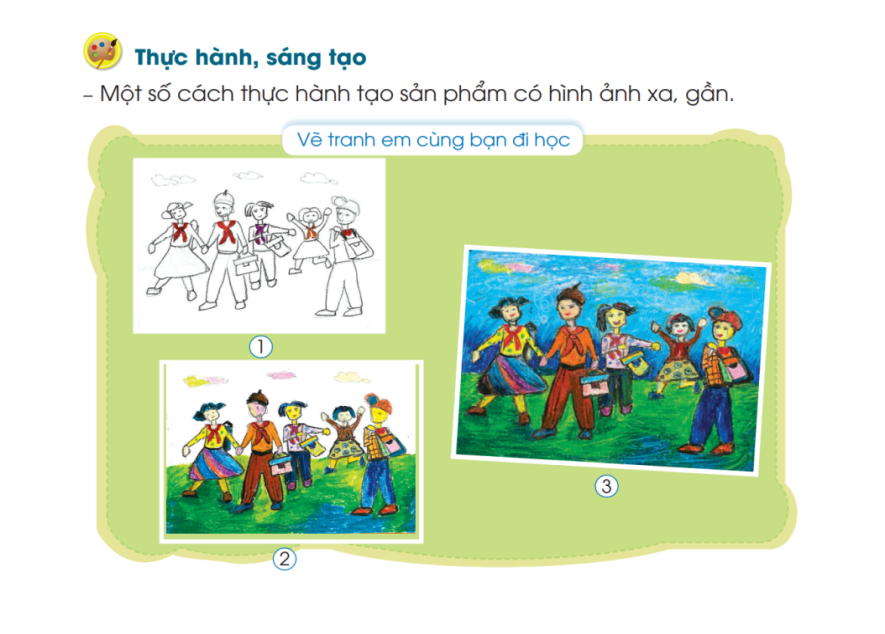 Thực hành, sáng tạo
– Một số cách thực hành tạo sản phẩm có hình ảnh xa, gần.
Vẽ tranh em cùng bạn đi học
1
2
3